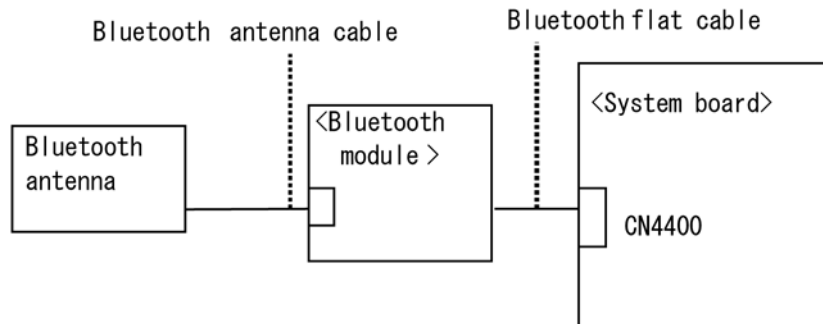 Bluetooth antenna cable
Bluetooth flat cable
Bluetooth
antenna
<Bluetooth
module >
<System board>
CN4400